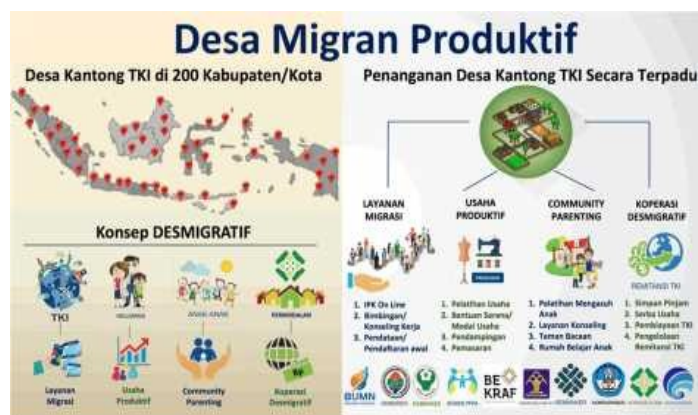 Desa Migran Produktif
Desa Kantong TKI di 200 Kabupaten/Kota
Konsep DESMIGRATIF
TKI
KELUARGA
ANAK-ANAK
Layanan Migrasi
Usaha Produktif
Community Parenting
Koperasi Desmigratif
Penanganan Desa Kantong TKI Secara Terpadu
LAYANAN MIGRASI
1. IPK On Line
2. Bimbingan/
Konseling Kerja
3. Pendataan/
Pendaftaran awal
USAHA PRODUKTIF
1. Pelatihan Usaha
2. Bantuan Sarana/
Modal Usaha
3. Pendampingan
4. Pemasaran
COMMUNITY PARENTING
1. Pelatihan Mengasuh
Anak
2. Layanan Konseling
3. Taman Bacaan
4. Rumah Belajar Anak
KOPERASI DESMIGRATIF
REMITANSI TKI
1. Simpan Pinjam
2. Serba Usaha
3. Pembiayaan TKI
4. Pengelolaan
Remitansi TKI
BUMN
BE KRAF